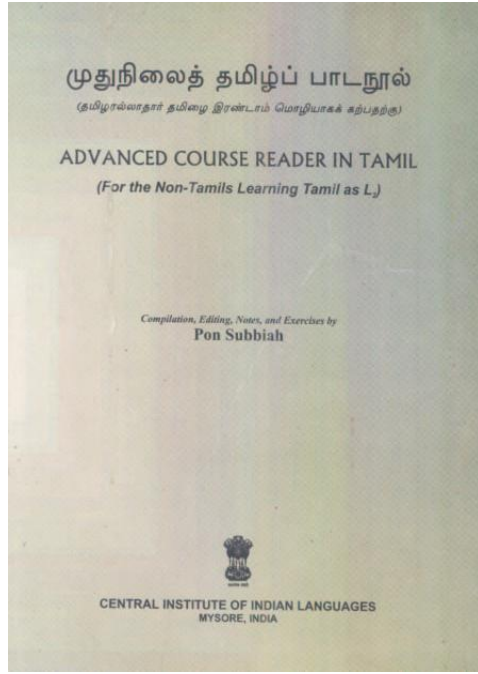 முதுநிலைத் தமிழ்ப் பாடநூல்
(தமிழரல்லாதார் தமிழை இரண்டாம் மொழியாகக் கற்பதற்கு)
ADVANCED COURSE READER IN TAMIL
(For the Non-Tamils Learning Tamil as L₂)
Compilation, Editing, Notes, and Exercises by
Pon Subbiah
CENTRAL INSTITUTE OF INDIAN LANGUAGES
MYSORE, INDIA